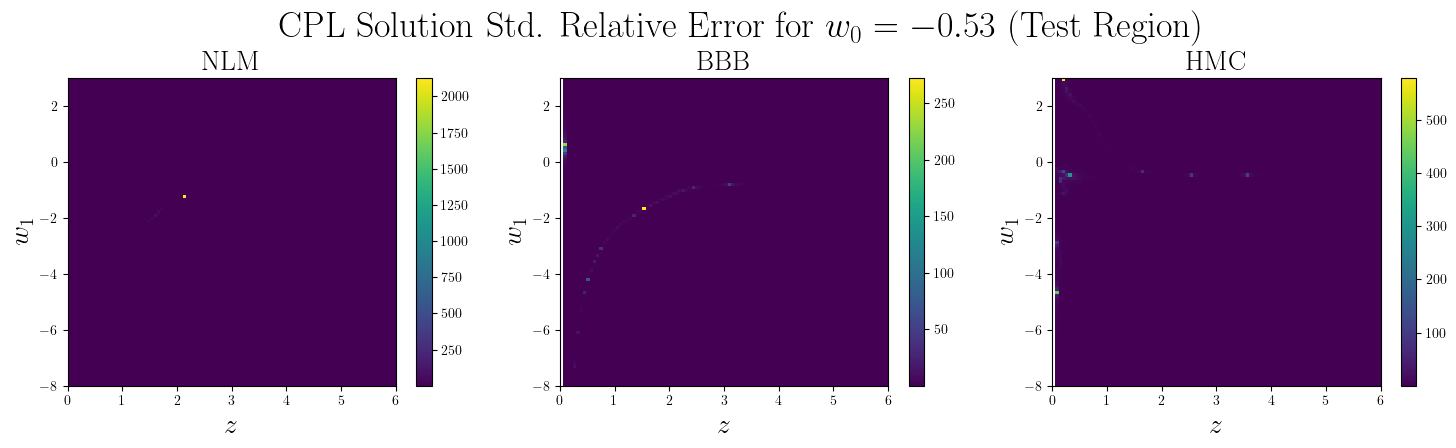 CPL Solution Std. Relative Error for $w_0 = -0.53$ (Test Region)
NLM
BBB
HMC
2
0
−2
−4
−6
−8
w₁
0 1 2 3 4 5 6
z
2000
1750
1500
1250
1000
750
500
250
2
0
−2
−4
−6
−8
w₁
0 1 2 3 4 5 6
z
250
200
150
100
50
2
0
−2
−4
−6
−8
w₁
0 1 2 3 4 5 6
z
500
400
300
200
100